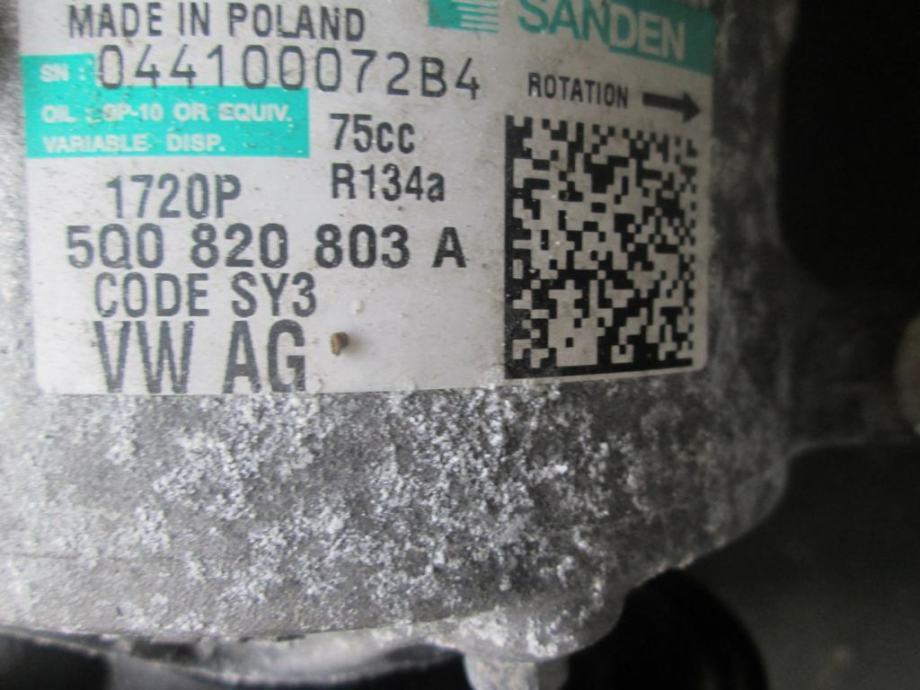 MADE IN POLAND
SANDEN
SN : 044100072B4
ROTATION
OIL : SP-10 OR EQUIV.
75cc
VARIABLE DISP.
R134a
1720P
5Q0 820 803 A
CODE SY3
VW AG